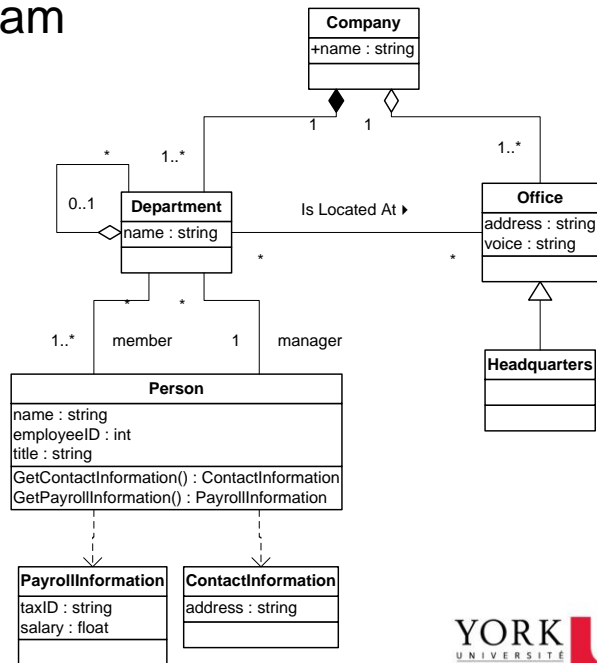 am
Company
+name : string
1
1
*
1..*
1..*
0..1
Department
name : string
Is Located At
Office
address : string
voice : string
*
*
*
*
1..*
member
1
manager
Headquarters
Person
name : string
employeeID : int
title : string
GetContactInformation() : ContactInformation
GetPayrollInformation() : PayrollInformation
PayrollInformation
taxID : string
salary : float
ContactInformation
address : string
YORK
UNIVERSITÉ